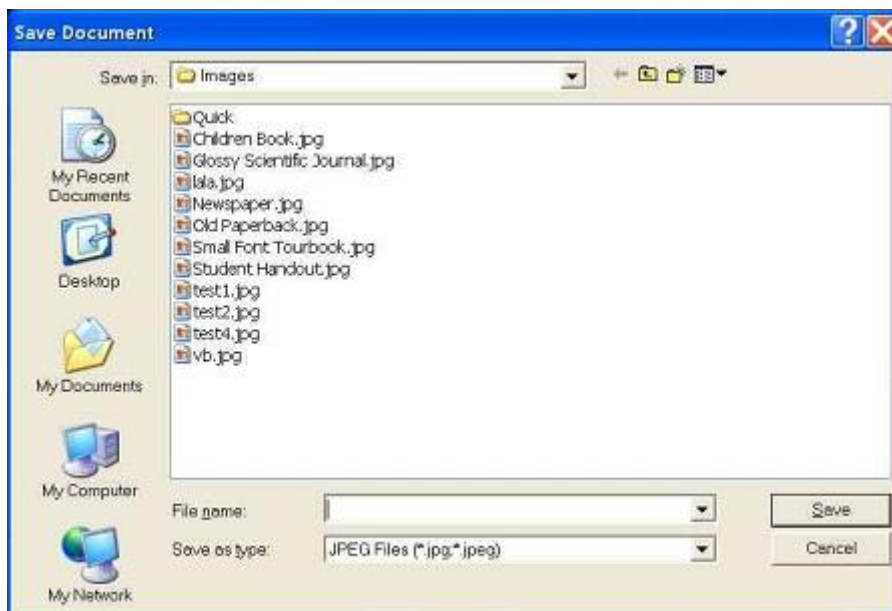 Save Document
Save in: Images
My Recent
Documents
Desktop
My Documents
My Computer
My Network
Quick
Children Book.jpg
Glossy Scientific Journal.jpg
lala.jpg
Newspaper.jpg
Old Paperback.jpg
Small Font Tourbook.jpg
Student Handout.jpg
test1.jpg
test2.jpg
test4.jpg
vb.jpg
File name:
Save
Save as type: JPEG Files (*.jpg;*.jpeg)
Cancel